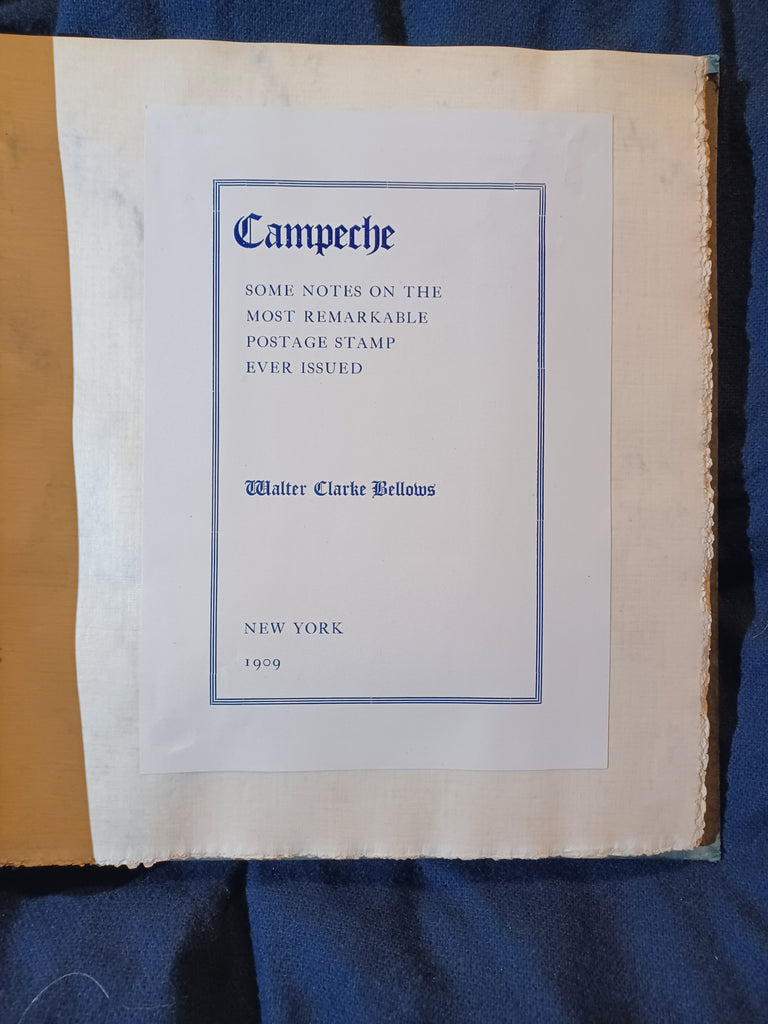 Campeche
SOME NOTES ON THE
MOST REMARKABLE
POSTAGE STAMP
EVER ISSUED
Walter Clarke Bellows
NEW YORK
1909